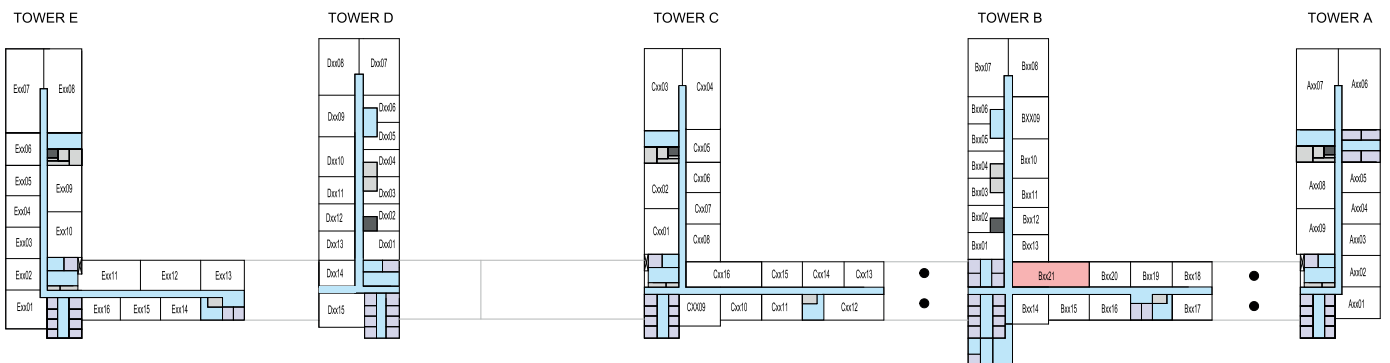 TOWER E
TOWER D
TOWER C
TOWER B
TOWER A
Exx07
Exx08
Exx06
Exx05
Exx09
Exx04
Exx03
Exx10
Exx02
Exx11
Exx12
Exx13
Exx01
Exx16
Exx15
Exx14
Dxx08
Dxx07
Dxx09
Dxx06
Dxx05
Dxx10
Dxx04
Dxx11
Dxx03
Dxx12
Dxx02
Dxx13
Dxx01
Dxx14
Dxx15
Cxx03
Cxx04
Cxx05
Cxx02
Cxx06
Cxx07
Cxx01
Cxx08
Cxx16
Cxx15
Cxx14
Cxx13
CXX09
Cxx10
Cxx11
Cxx12
Bxx07
Bxx08
Bxx06
BXX09
Bxx05
Bxx04
Bxx10
Bxx03
Bxx11
Bxx02
Bxx12
Bxx01
Bxx13
Bxx21
Bxx20
Bxx19
Bxx18
Bxx14
Bxx15
Bxx16
Bxx17
Axx07
Axx06
Axx08
Axx05
Axx04
Axx09
Axx03
Axx02
Axx01